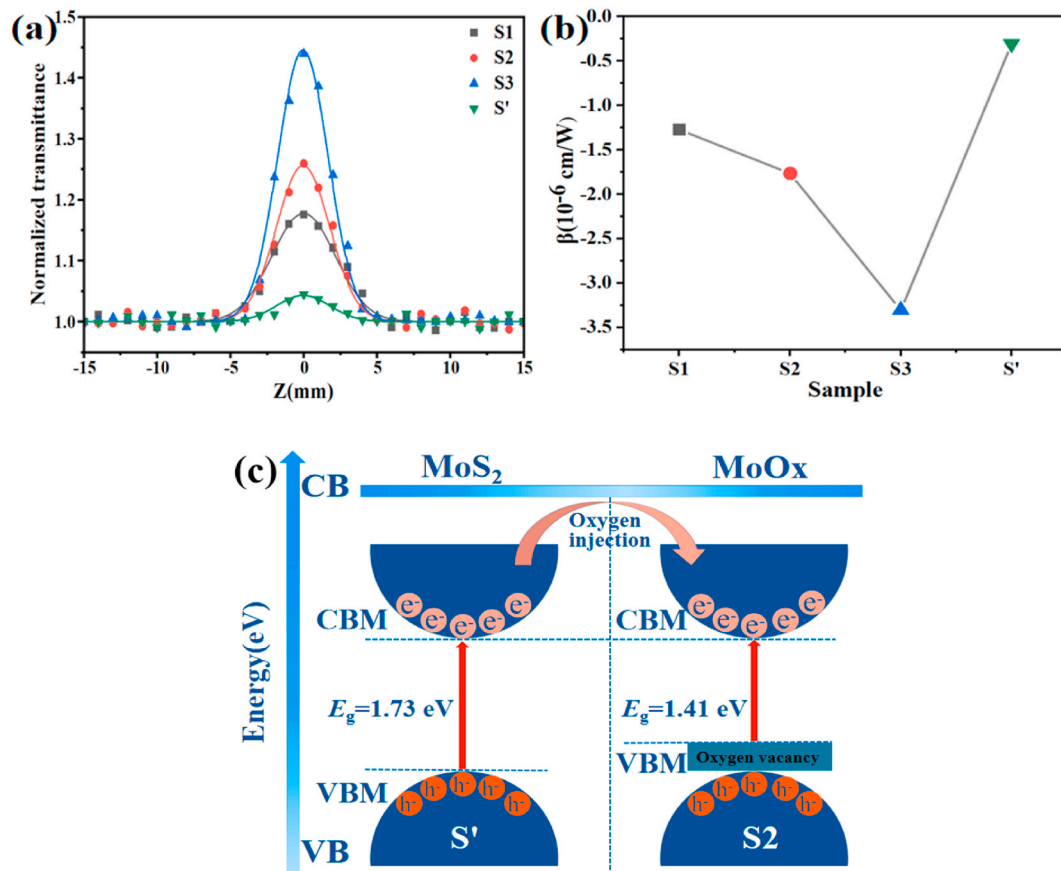 (a)
Normalized transmittance
1.5
1.4
1.3
1.2
1.1
1.0
-15 -10 -5 0 5 10 15
Z(mm)
S1
S2
S3
S'
(b)
β(10⁻⁶ cm/W)
0.0
-0.5
-1.0
-1.5
-2.0
-2.5
-3.0
-3.5
S1 S2 S3 S'
Sample
(c)
Energy(eV)
CB
MoS₂ MoOx
Oxygen
injection
e⁻ e⁻ e⁻ e⁻ e⁻
e⁻ e⁻ e⁻ e⁻ e⁻
CBM CBM
Eg=1.73 eV Eg=1.41 eV
Oxygen vacancy
VBM VBM
h⁻ h⁻ h⁻ h⁻ h⁻
h⁻ h⁻ h⁻ h⁻ h⁻
VB
S' S2